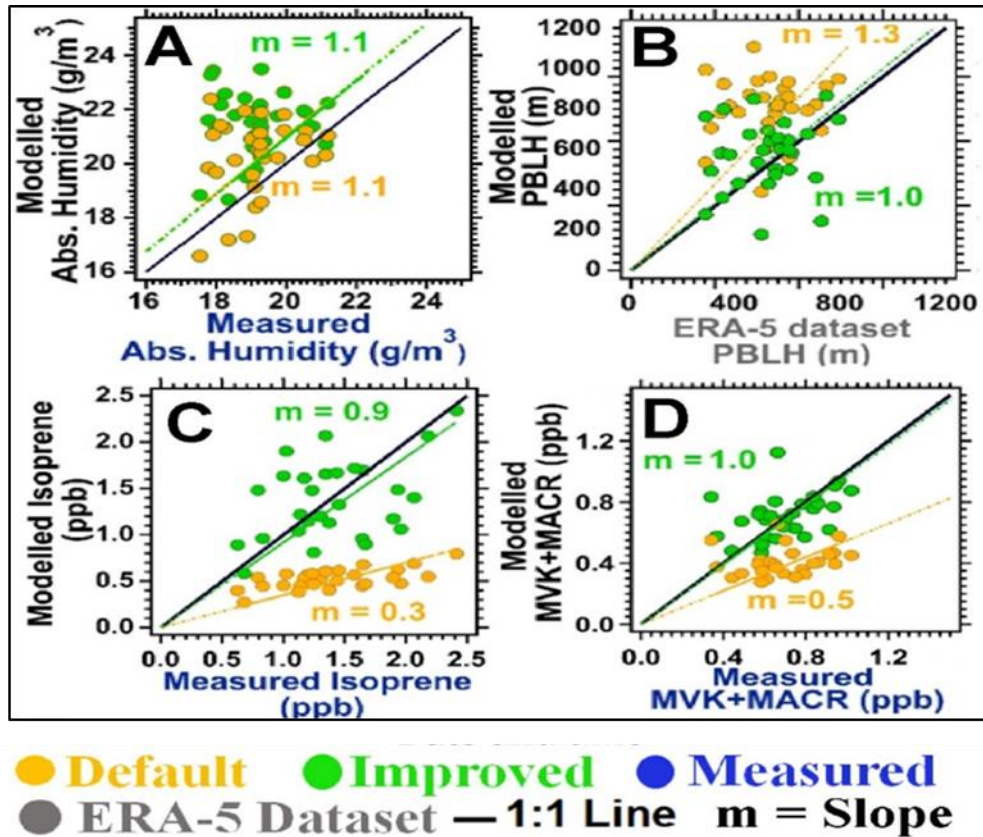 A
m = 1.1
m = 1.1
Modelled
Abs. Humidity (g/m³)
24
22
20
18
16
16 18 20 22 24
Measured
Abs. Humidity (g/m³)
B
m = 1.3
m =1.0
Modelled
PBLH (m)
1200
1000
800
600
400
200
0
0 400 800 1200
ERA-5 dataset
PBLH (m)
C
m = 0.9
m = 0.3
Modelled Isoprene
(ppb)
2.5
2.0
1.5
1.0
0.5
0.0
0.0 0.5 1.0 1.5 2.0 2.5
Measured Isoprene
(ppb)
D
m = 1.0
m =0.5
Modelled
MVK+MACR (ppb)
1.2
0.8
0.4
0.0
0.0 0.4 0.8 1.2
Measured
MVK+MACR (ppb)
Default Improved Measured
ERA-5 Dataset 1:1 Line m = Slope